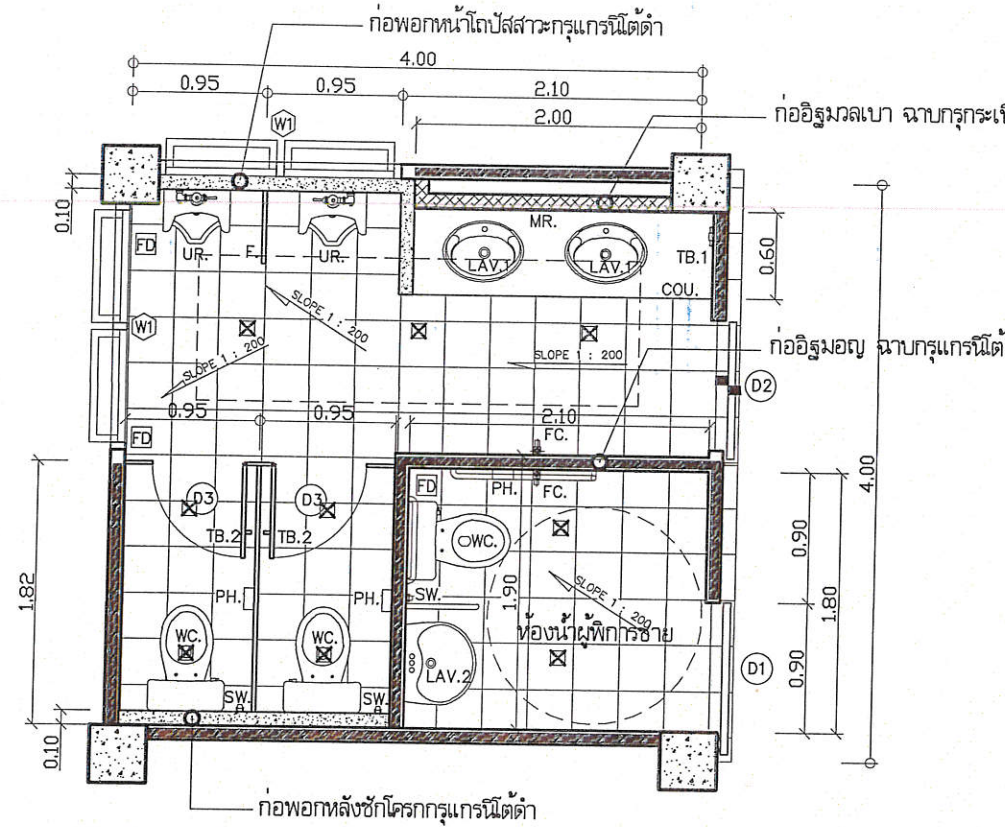 ก่อพอกหน้าโถปัสสาวะกรุแกรนิโต้ดำ
4.00
0.95 0.95 2.10
2.00
W1
ก่ออิฐมวลเบา ฉาบกรุกระเ
0.10
FD
UR. F. UR.
MR.
LAV.1 LAV.1
TB.1
0.60
COU.
SLOPE 1 : 200
SLOPE 1 : 200
SLOPE 1 : 200
W1
ก่ออิฐมอญ ฉาบกรุแกรนิโต้
D2
0.95 0.95 2.10
FD
FC.
FD
PH. FC.
D3 D3
TB.2 TB.2
WC.
4.00
0.90
1.82
PH. PH. SW.
1.90
SLOPE 1 : 200
1.80
ห้องน้ำผู้พิการชาย
WC. WC.
LAV.2
D1
0.90
SW. SW.
0.10
ก่อพอกหลังชักโครกกรุแกรนิโต้ดำ